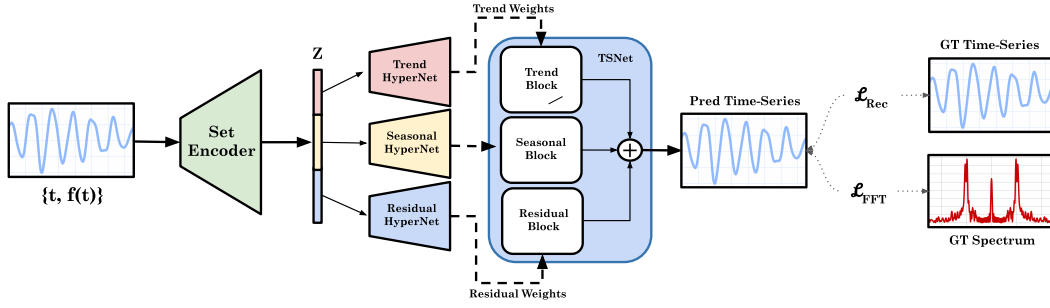 {t, f(t)}
Set
Encoder
Z
Trend
HyperNet
Seasonal
HyperNet
Residual
HyperNet
Trend Weights
Residual Weights
TSNet
Trend
Block
Seasonal
Block
Residual
Block
+
Pred Time-Series
ℒRec
ℒFFT
GT Time-Series
GT Spectrum